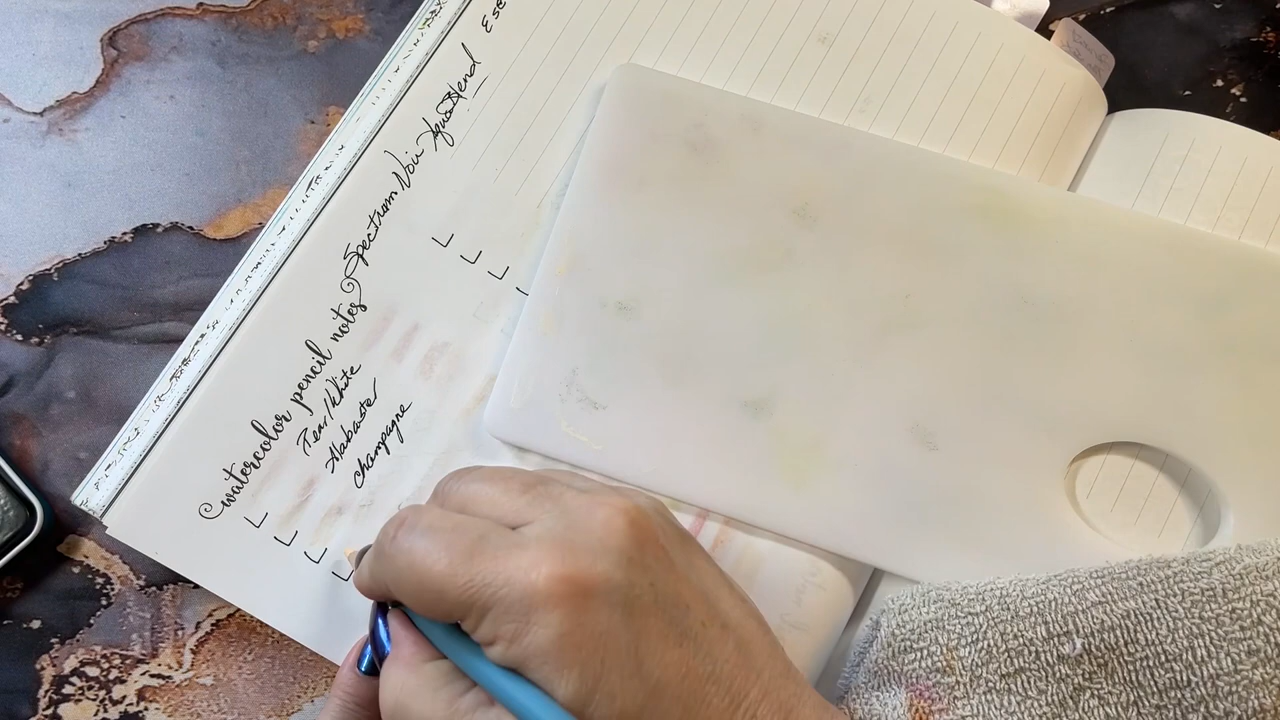 watercolor pencil notes Spectrum Noir AquaBlend
Pearl White
Alabaster
Champagne